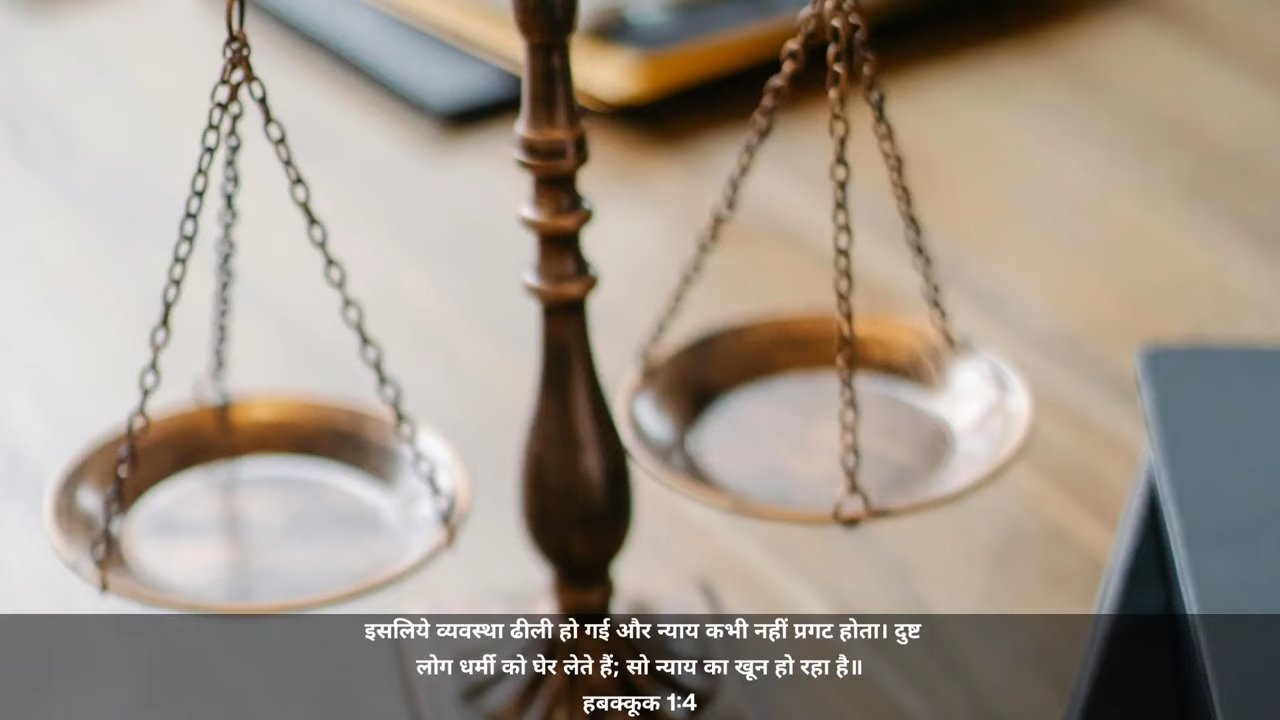 इसलिये व्यवस्था ढीली हो गई और न्याय कभी नहीं प्रगट होता। दुष्ट
लोग धर्मी को घेर लेते हैं; सो न्याय का खून हो रहा है॥
हबक्कूक 1:4